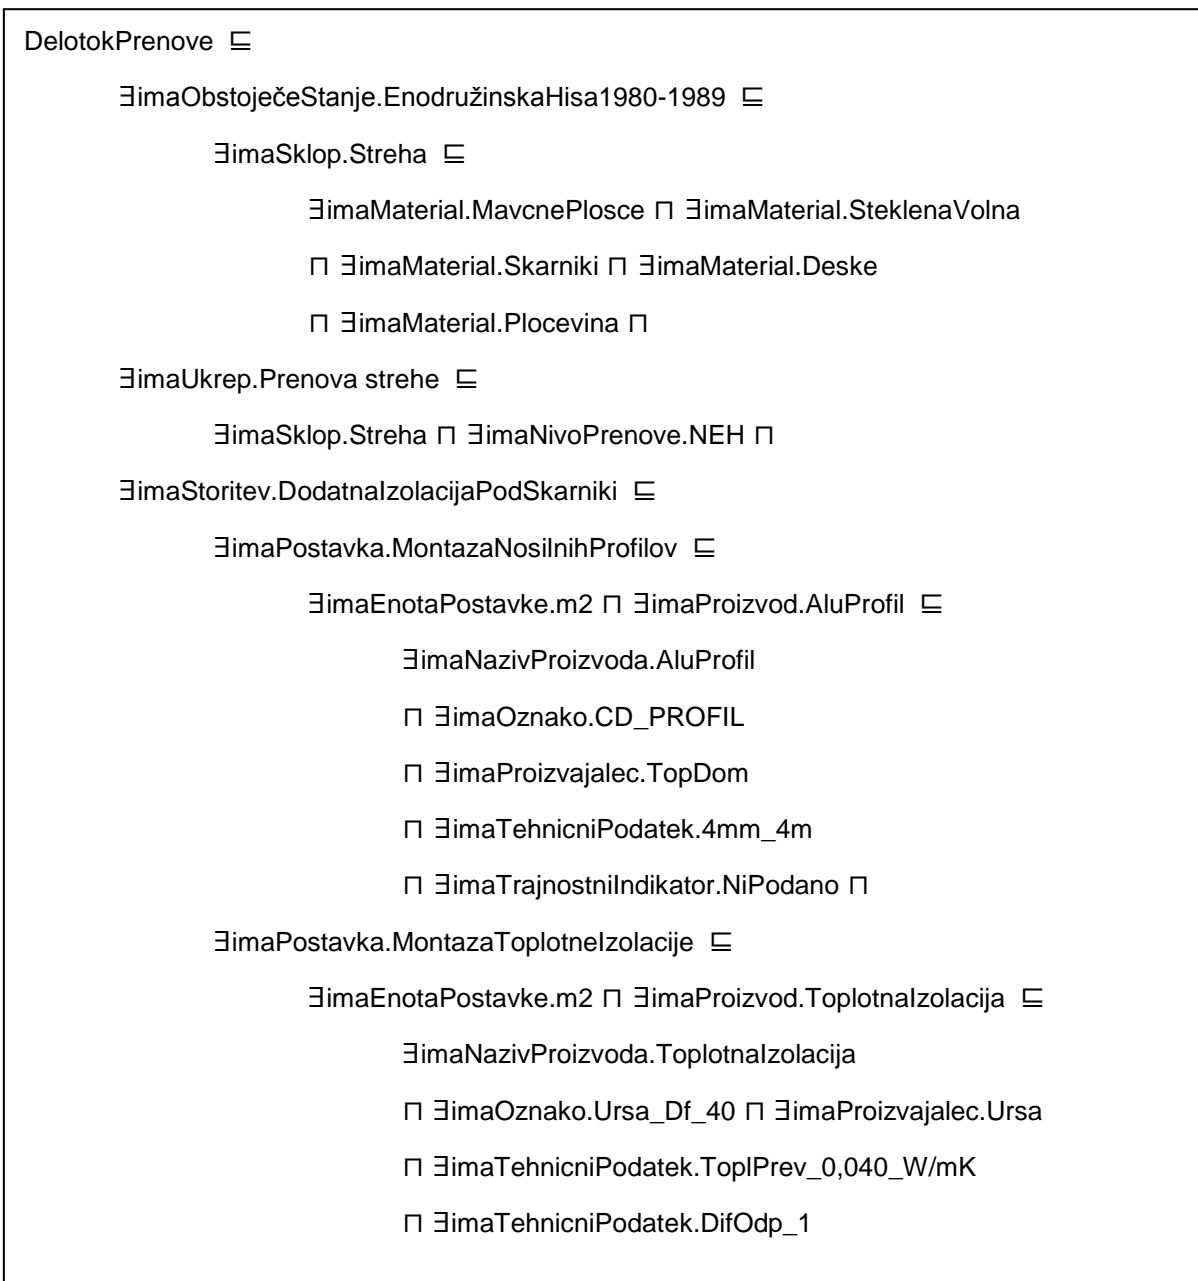 DelotokPrenove ⊑
∃imaObstoječeStanje.EnodružinskaHisa1980-1989 ⊑
∃imaSklop.Streha ⊑
∃imaMaterial.MavcnePlosce ⊓ ∃imaMaterial.SteklenaVolna
⊓ ∃imaMaterial.Skarniki ⊓ ∃imaMaterial.Deske
⊓ ∃imaMaterial.Plocevina ⊓
∃imaUkrep.Prenova strehe ⊑
∃imaSklop.Streha ⊓ ∃imaNivoPrenove.NEH ⊓
∃imaStoritev.DodatnaIzolacijaPodSkarniki ⊑
∃imaPostavka.MontazaNosilnihProfilov ⊑
∃imaEnotaPostavke.m2 ⊓ ∃imaProizvod.AluProfil ⊑
∃imaNazivProizvoda.AluProfil
⊓ ∃imaOznako.CD_PROFIL
⊓ ∃imaProizvajalec.TopDom
⊓ ∃imaTehnicniPodatek.4mm_4m
⊓ ∃imaTrajnostniIndikator.NiPodano ⊓
∃imaPostavka.MontazaToplotneIzolacije ⊑
∃imaEnotaPostavke.m2 ⊓ ∃imaProizvod.ToplotnaIzolacija ⊑
∃imaNazivProizvoda.ToplotnaIzolacija
⊓ ∃imaOznako.Ursa_Df_40 ⊓ ∃imaProizvajalec.Ursa
⊓ ∃imaTehnicniPodatek.ToplPrev_0,040_W/mK
⊓ ∃imaTehnicniPodatek.DifOdp_1